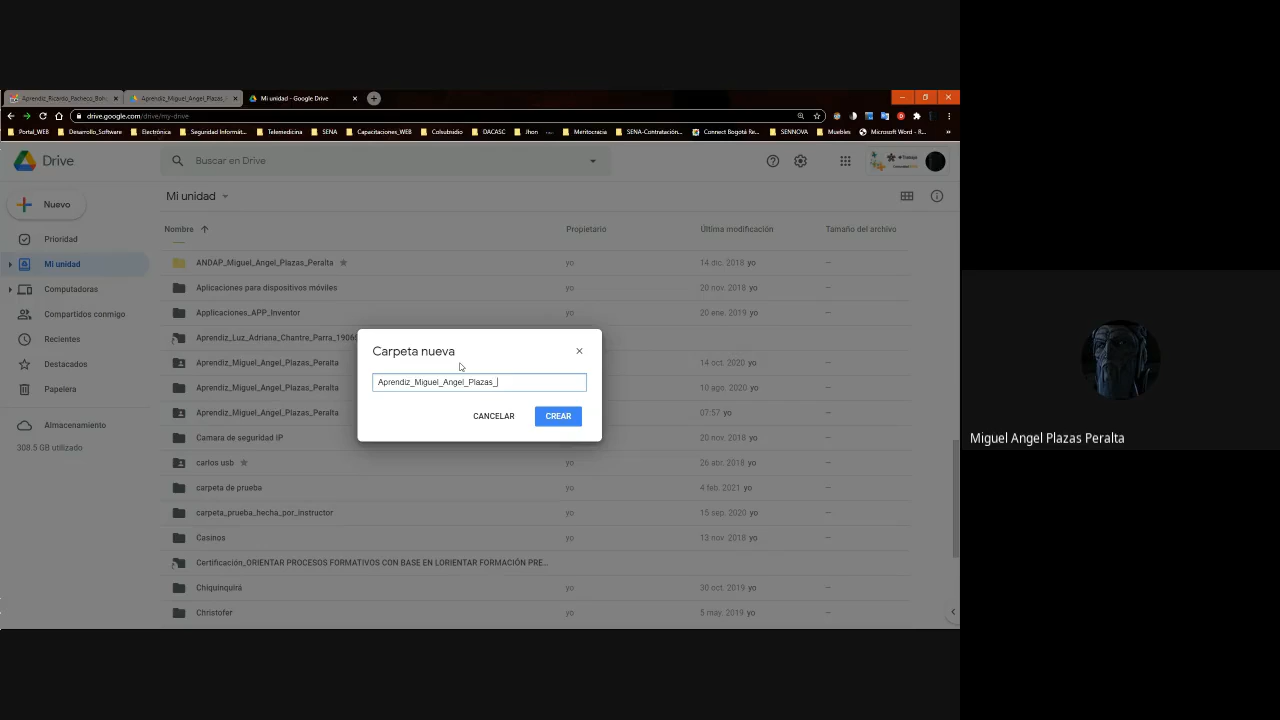 Aprendiz_Ricardo_Pacheco_Boh
Aprendiz_Miguel_Angel_Plazas_
Mi unidad - Google Drive
drive.google.com/drive/my-drive
Portal_WEB
Desarrollo_Software
Electrónica
Seguridad Informát...
Telemedicina
SENA
Capacitaciones_WEB
Colsubsidio
DACASC
Jhon
Meritocracia
SENA-Contratación...
Connect Bogotá Re...
SENNOVA
Muebles
Microsoft Word - R...
Drive
Buscar en Drive
Nuevo
Mi unidad
Prioridad
Mi unidad
Computadoras
Compartidos conmigo
Recientes
Destacados
Papelera
Almacenamiento
308.5 GB utilizado
Nombre Propietario Última modificación Tamaño del archivo
ANDAP_Miguel_Angel_Plazas_Peralta yo 14 dic. 2018 yo —
Aplicaciones para dispositivos móviles yo 20 nov. 2018 yo —
Applicaciones_APP_Inventor yo 20 ene. 2019 yo —
Aprendiz_Luz_Adriana_Chantre_Parra_19060
Aprendiz_Miguel_Angel_Plazas_Peralta 14 oct. 2020 yo —
Aprendiz_Miguel_Angel_Plazas_Peralta 10 ago. 2020 yo —
Aprendiz_Miguel_Angel_Plazas_Peralta 07:57 yo —
Camara de seguridad IP 20 nov. 2018 yo —
carlos usb yo 26 abr. 2018 yo —
carpeta de prueba yo 4 feb. 2021 yo —
carpeta_prueba_hecha_por_instructor yo 15 sep. 2020 yo —
Casinos yo 13 nov. 2018 yo —
Certificación_ORIENTAR PROCESOS FORMATIVOS CON BASE EN LORIENTAR FORMACIÓN PRE...
Chiquinquirá yo 30 oct. 2019 yo —
Christofer yo 5 may. 2019 yo —
Carpeta nueva
Aprendiz_Miguel_Angel_Plazas_
CANCELAR
CREAR
Miguel Angel Plazas Peralta